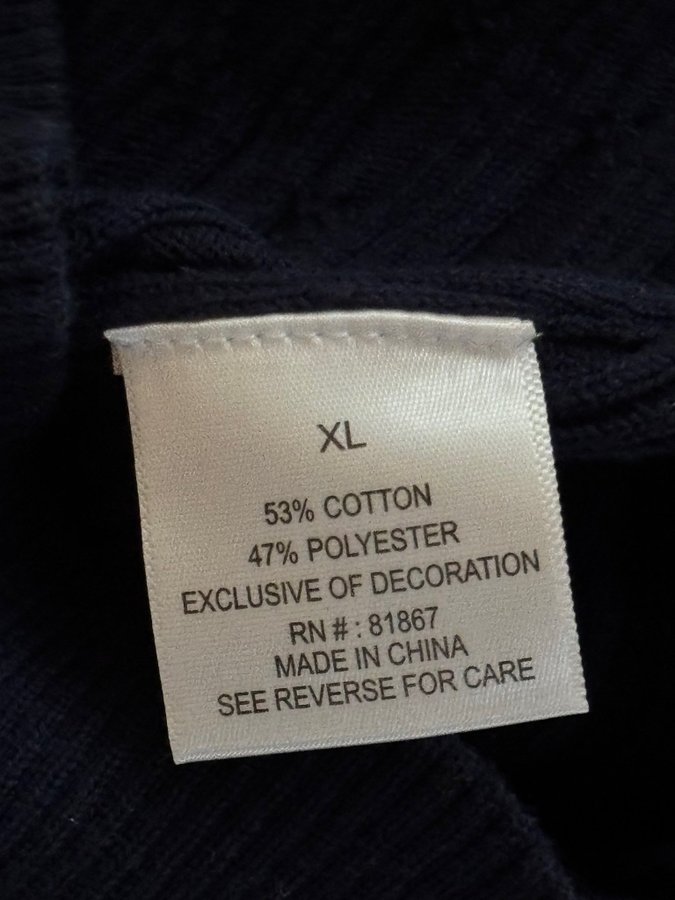 XL
53% COTTON
47% POLYESTER
EXCLUSIVE OF DECORATION
RN # : 81867
MADE IN CHINA
SEE REVERSE FOR CARE